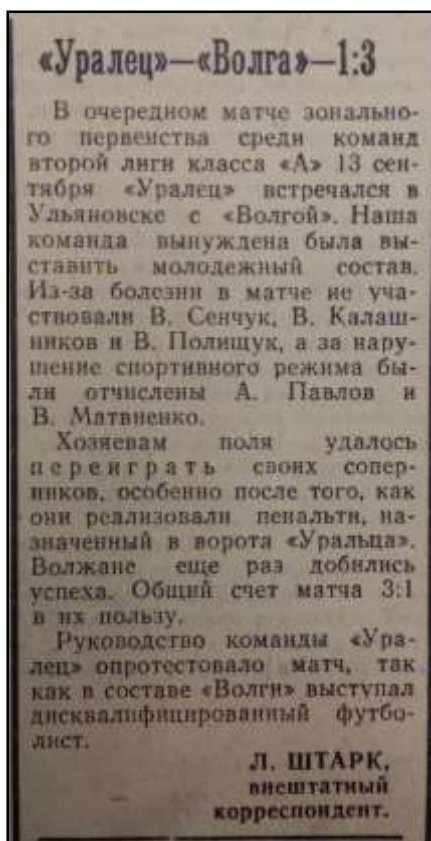 «Уралец»—«Волга»—1:3
В очередном матче зонально-
го первенства среди команд
второй лиги класса «А» 13 сен-
тября «Уралец» встречался в
Ульяновске с «Волгой». Наша
команда вынуждена была вы-
ставить молодежный состав.
Из-за болезни в матче не уча-
ствовали В. Сенчук, В. Калаш-
ников и В. Полищук, а за нару-
шение спортивного режима бы-
ли отчислены А. Павлов и
В. Матвиенко.
Хозяевам поля удалось
переиграть своих сопер-
ников, особенно после того, как
они реализовали пенальти, на-
значенный в ворота «Уральца».
Волжане еще раз добились
успеха. Общий счет матча 3:1
в их пользу.
Руководство команды «Ура-
лец» опротестовало матч, так
как в составе «Волги» выступал
дисквалифицированный футбо-
лист.
Л. ШТАРК,
внештатный
корреспондент.